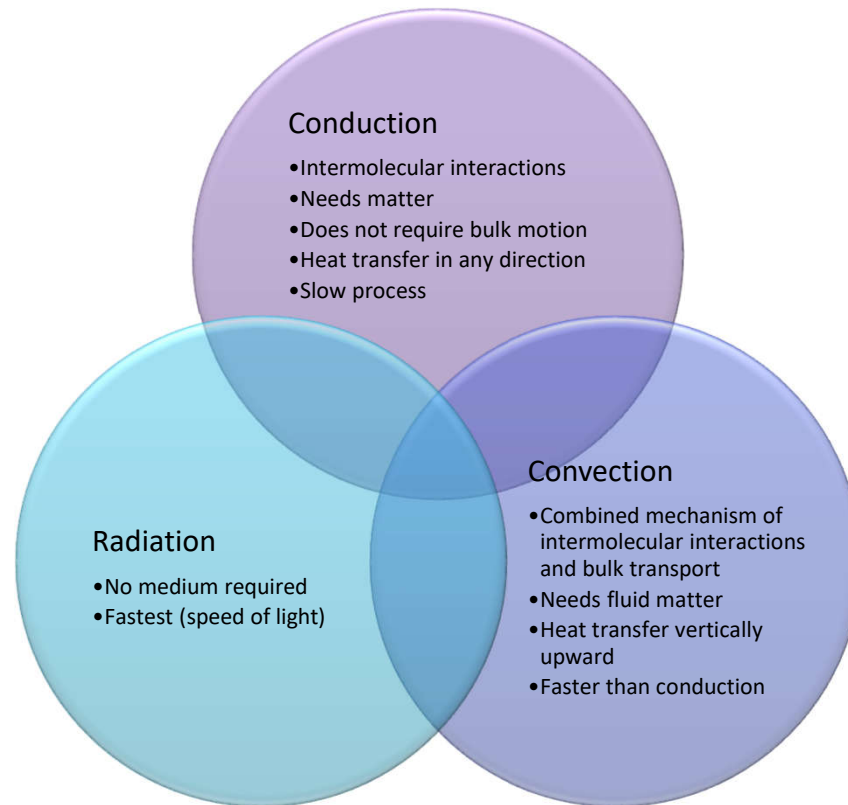 Conduction
•Intermolecular interactions
•Needs matter
•Does not require bulk motion
•Heat transfer in any direction
•Slow process
Radiation
•No medium required
•Fastest (speed of light)
Convection
•Combined mechanism of
intermolecular interactions
and bulk transport
•Needs fluid matter
•Heat transfer vertically
upward
•Faster than conduction